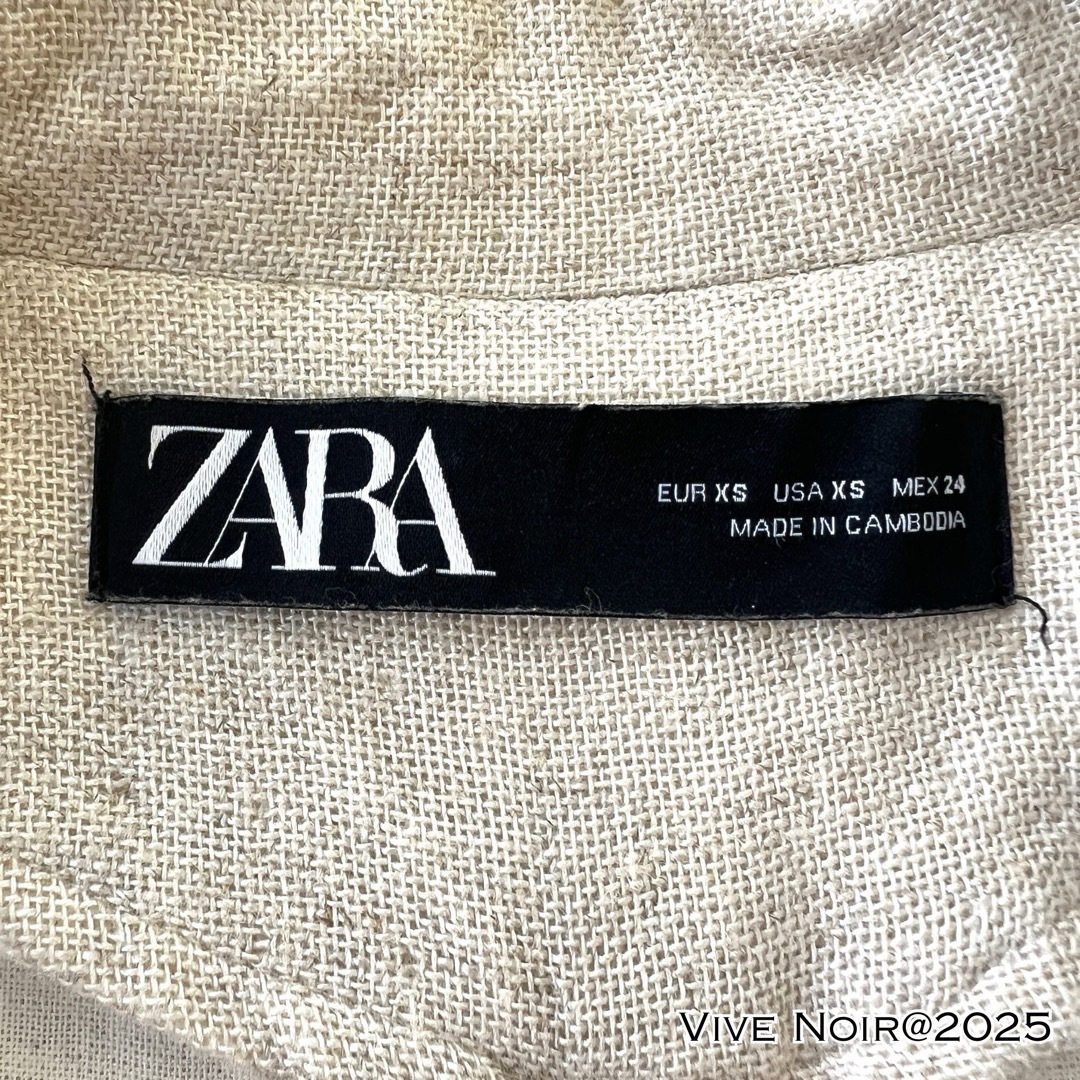 ZARA
EUR XS USA XS MEX 24
MADE IN CAMBODIA
VIVE NOIR@2025